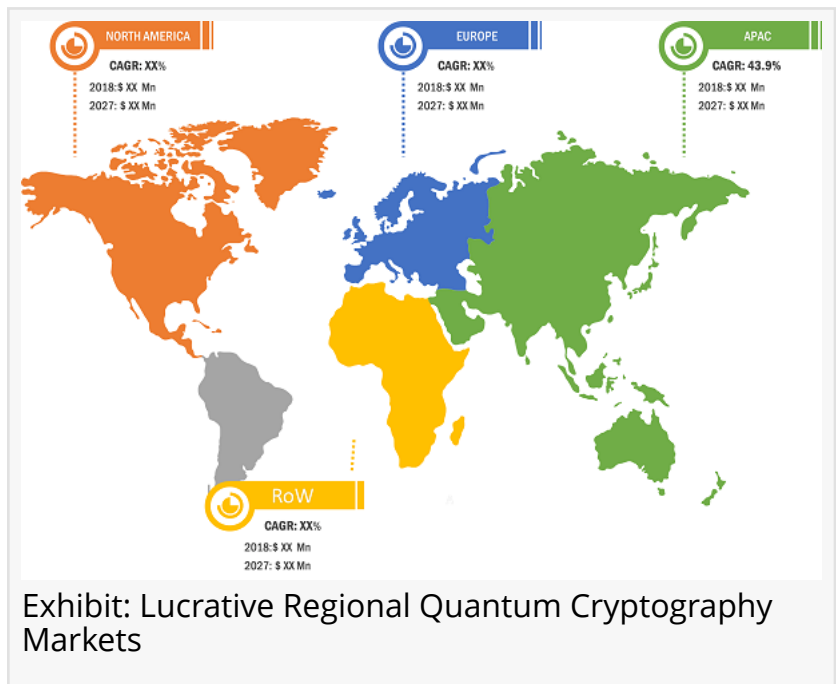 NORTH AMERICA
CAGR: XX%
2018:$ XX Mn
2027: $ XX Mn
EUROPE
CAGR: XX%
2018:$ XX Mn
2027: $ XX Mn
APAC
CAGR: 43.9%
2018:$ XX Mn
2027: $ XX Mn
RoW
CAGR: XX%
2018:$ XX Mn
2027: $ XX Mn
Exhibit: Lucrative Regional Quantum Cryptography
Markets